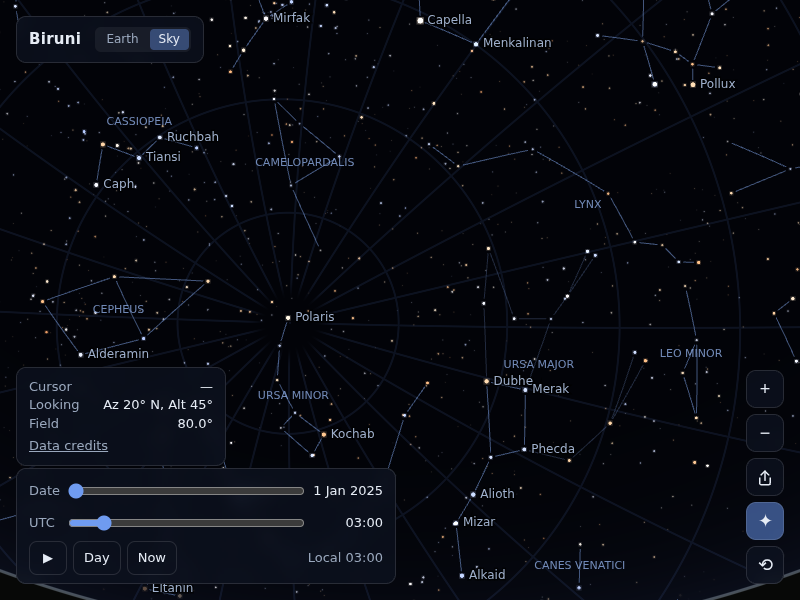 Biruni Earth Sky
Mirfak
Capella
Menkalinan
Pollux
CASSIOPEJA
Ruchbah
Tiansi
Caph
CAMELOPARDALIS
LYNX
CEPHEUS
Polaris
Alderamin
URSA MAJOR
LEO MINOR
Dubhe
Merak
URSA MINOR
Kochab
Phecda
Alioth
Mizar
Alkaid
CANES VENATICI
Eltanin
Cursor —
Looking Az 20° N, Alt 45°
Field 80.0°
Data credits
Date 1 Jan 2025
UTC 03:00
▶ Day Now Local 03:00
+
−